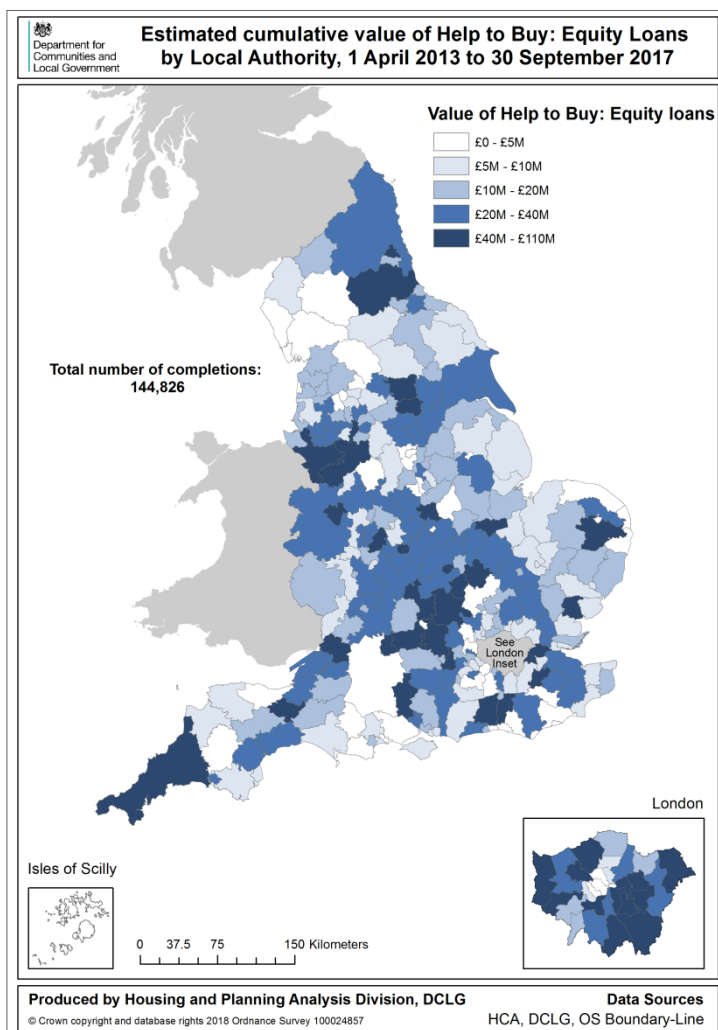 Department for
Communities and
Local Government
Estimated cumulative value of Help to Buy: Equity Loans
by Local Authority, 1 April 2013 to 30 September 2017
Value of Help to Buy: Equity loans
£0 - £5M
£5M - £10M
£10M - £20M
£20M - £40M
£40M - £110M
Total number of completions:
144,826
See
London
Inset
London
Isles of Scilly
0 37.5 75 150 Kilometers
Produced by Housing and Planning Analysis Division, DCLG
© Crown copyright and database rights 2018 Ordnance Survey 100024857
Data Sources
HCA, DCLG, OS Boundary-Line